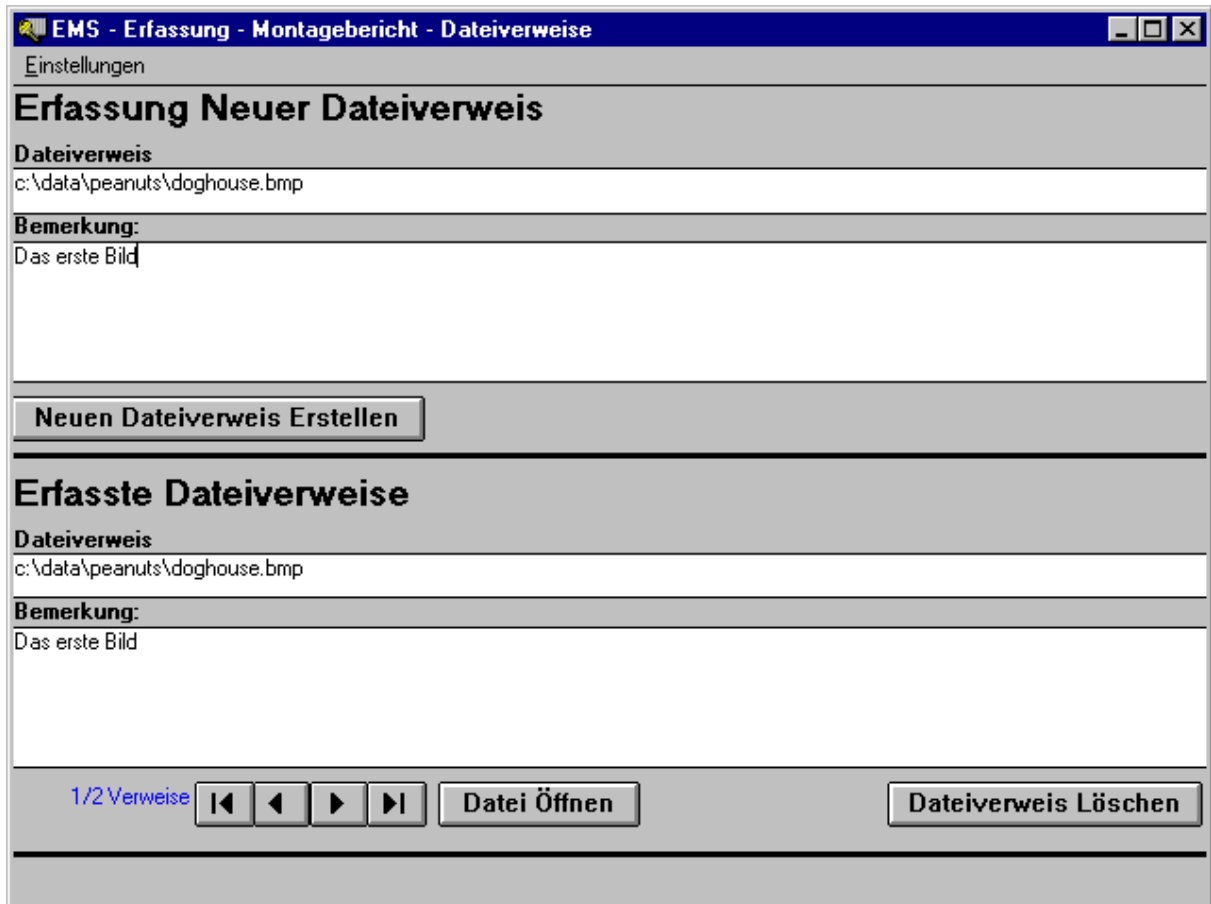 EMS - Erfassung - Montagebericht - Dateiverweise
Einstellungen
Erfassung Neuer Dateiverweis
Dateiverweis
c:\data\peanuts\doghouse.bmp
Bemerkung:
Das erste Bild
Neuen Dateiverweis Erstellen
Erfasste Dateiverweise
Dateiverweis
c:\data\peanuts\doghouse.bmp
Bemerkung:
Das erste Bild
1/2 Verweise Datei Öffnen Dateiverweis Löschen